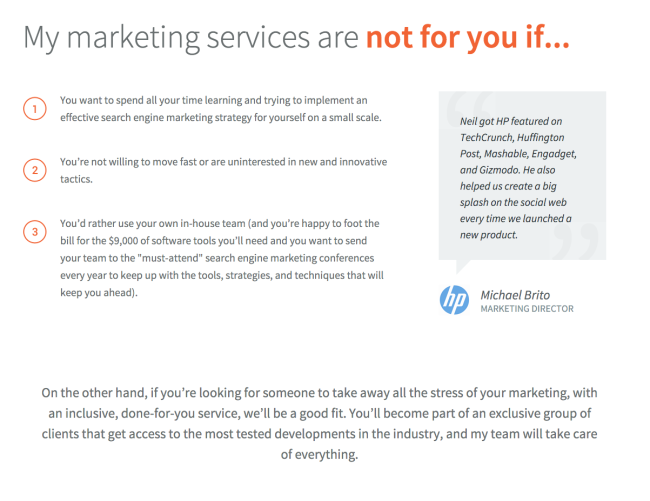 My marketing services are not for you if...
1
You want to spend all your time learning and trying to implement an
effective search engine marketing strategy for yourself on a small scale.
2
You're not willing to move fast or are uninterested in new and innovative
tactics.
3
You'd rather use your own in-house team (and you're happy to foot the
bill for the $9,000 of software tools you'll need and you want to send
your team to the "must-attend" search engine marketing conferences
every year to keep up with the tools, strategies, and techniques that will
keep you ahead).
Neil got HP featured on
TechCrunch, Huffington
Post, Mashable, Engadget,
and Gizmodo. He also
helped us create a big
splash on the social web
every time we launched a
new product.
hp
Michael Brito
MARKETING DIRECTOR
On the other hand, if you're looking for someone to take away all the stress of your marketing, with
an inclusive, done-for-you service, we'll be a good fit. You'll become part of an exclusive group of
clients that get access to the most tested developments in the industry, and my team will take care
of everything.